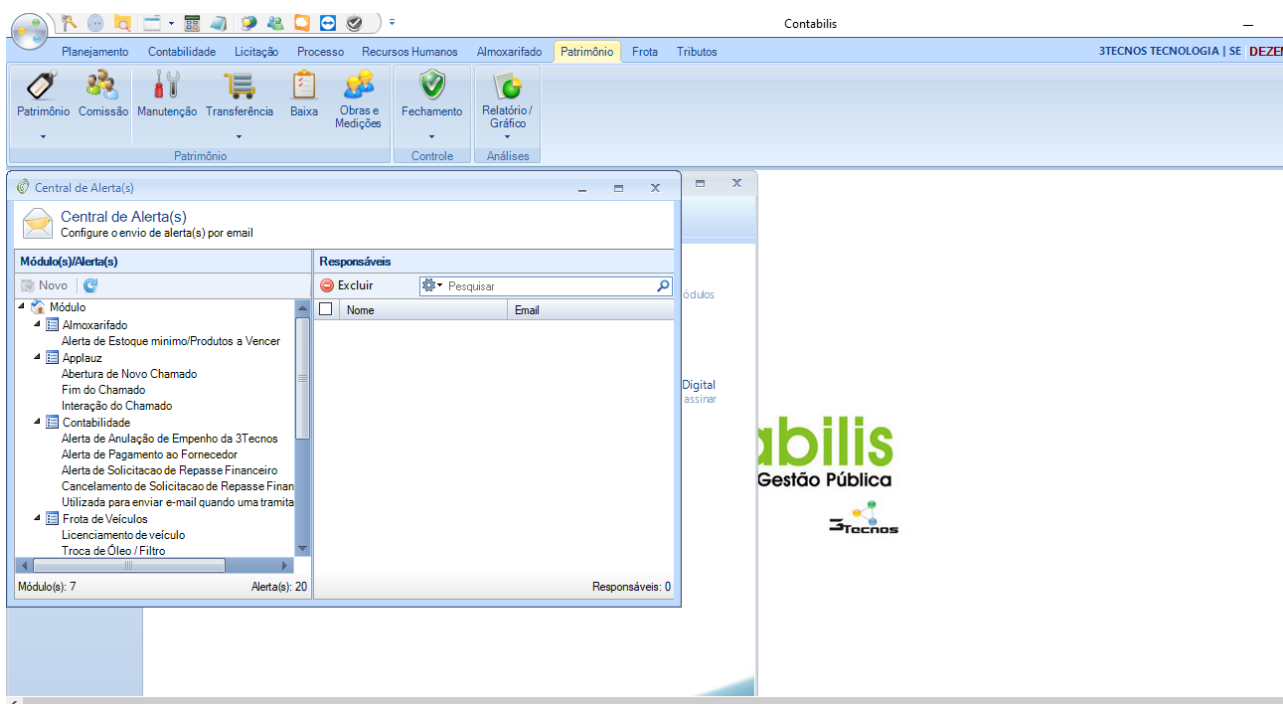 Contabilis
Planejamento Contabilidade Licitação Processo Recursos Humanos Almoxarifado Patrimônio Frota Tributos 3TECNOS TECNOLOGIA | SE DEZE
Patrimônio Comissão Manutenção Transferência Baixa Obras e Medições Fechamento Relatório / Gráfico
Patrimônio Controle Análises
Central de Alerta(s)
Central de Alerta(s)
Configure o envio de alerta(s) por email
Módulo(s)/Alerta(s) Responsáveis
Novo Excluir Pesquisar
Nome Email
Módulo
Almoxarifado
Alerta de Estoque minimo/Produtos a Vencer
Applauz
Abertura de Novo Chamado
Fim do Chamado
Interação do Chamado
Contabilidade
Alerta de Anulação de Empenho da 3Tecnos
Alerta de Pagamento ao Fornecedor
Alerta de Solicitacao de Repasse Financeiro
Cancelamento de Solicitacao de Repasse Finan
Utilizada para enviar e-mail quando uma tramita
Frota de Veículos
Licenciamento de veículo
Troca de Óleo / Filtro
Módulo(s): 7 Alerta(s): 20 Responsáveis: 0
ódulos
Digital
assinar
abilis
Gestão Pública
3Tecnos